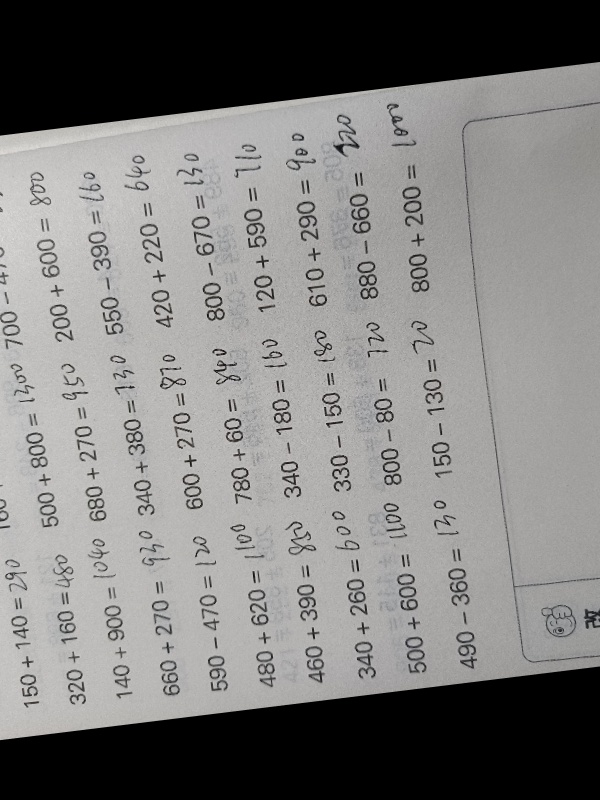 150 + 140 = 290
320 + 160 = 480 500 + 800 = 1300
140 + 900 = 1040 680 + 270 = 950 200 + 600 = 800
660 + 270 = 930 340 + 380 = 730 550 − 390 = 160
590 − 470 = 120 600 + 270 = 870 420 + 220 = 640
480 + 620 = 1100 780 + 60 = 840 800 − 670 = 130
460 + 390 = 850 340 − 180 = 160 120 + 590 = 710
340 + 260 = 600 330 − 150 = 180 610 + 290 = 900
500 + 600 = 1100 800 − 80 = 720 880 − 660 = 220
490 − 360 = 130 150 − 130 = 20 800 + 200 = 1000
改